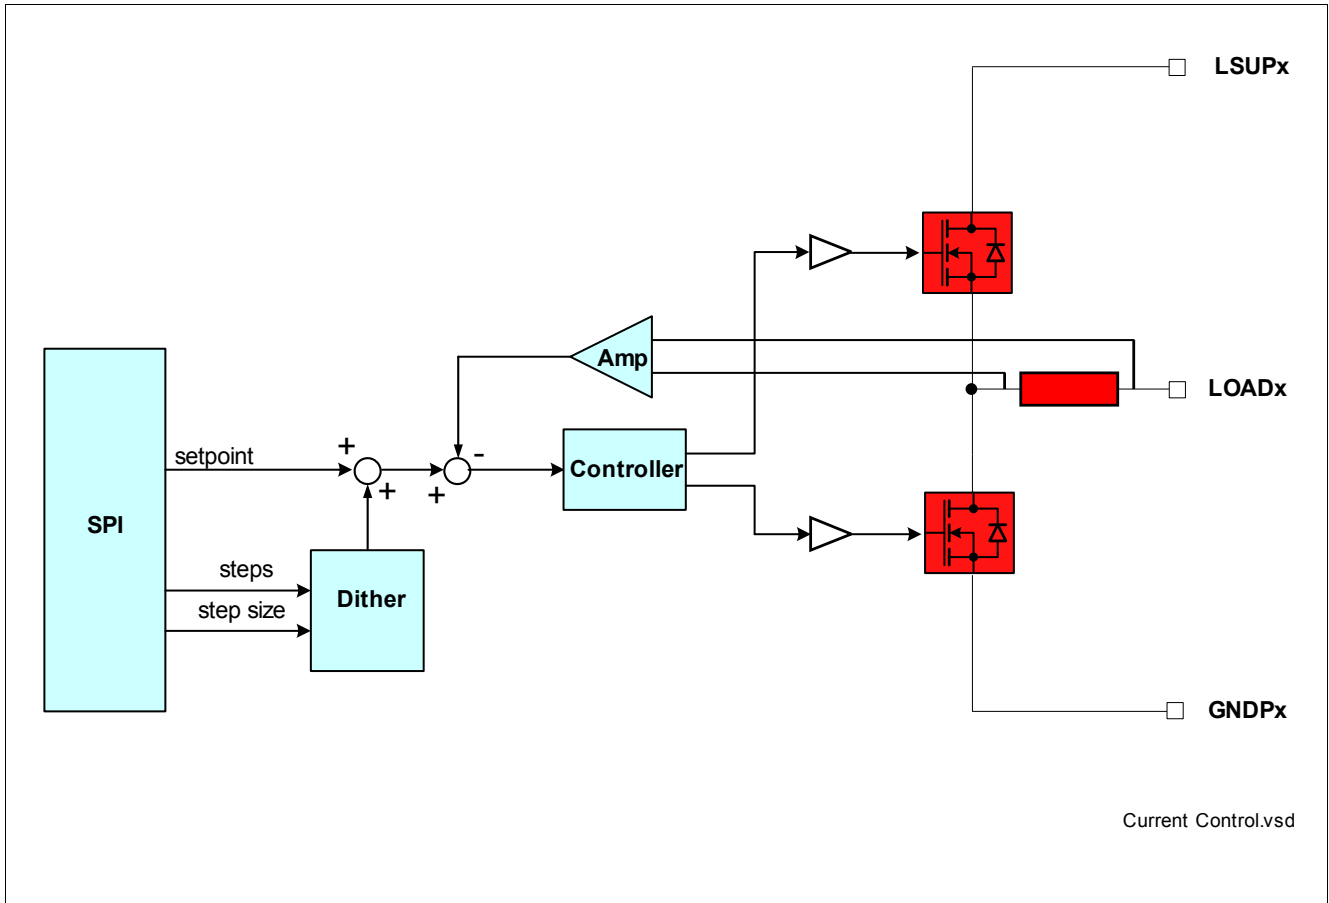 LSUPx
Amp
LOADx
setpoint
+
-
+
+
Controller
SPI
steps
step size
Dither
GNDPx
Current Control.vsd